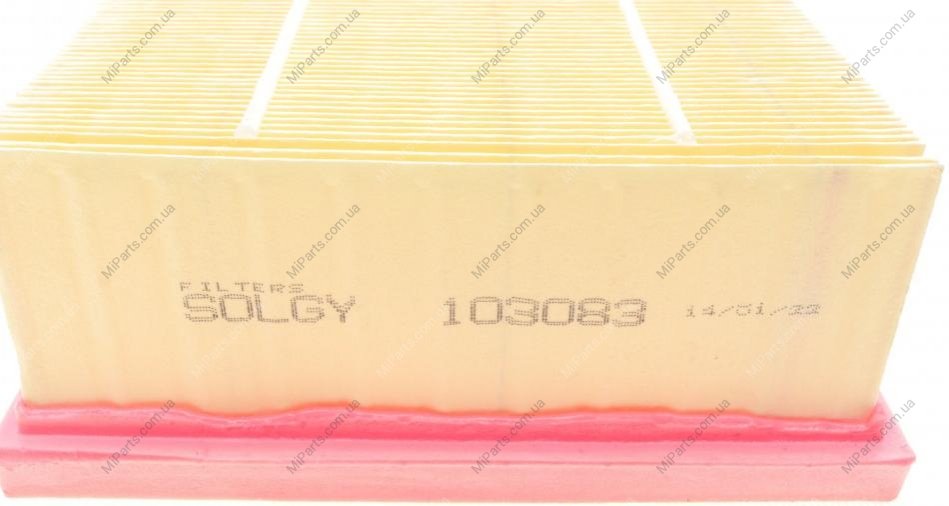 FILTERS
SOLGY 103083 14/01/22
MiParts.com.ua